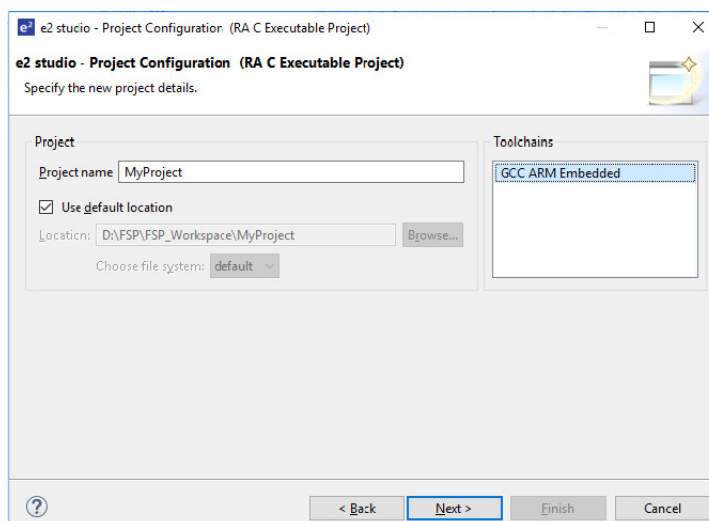 e2 e2 studio - Project Configuration (RA C Executable Project)
e2 studio - Project Configuration (RA C Executable Project)
Specify the new project details.
Project
Project name MyProject
Use default location
Location: D:\FSP\FSP_Workspace\MyProject Browse...
Choose file system: default
Toolchains
GCC ARM Embedded
? < Back Next > Finish Cancel